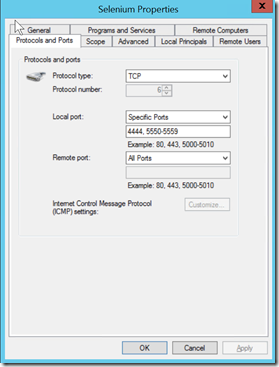 Selenium Properties
General
Programs and Services
Remote Computers
Protocols and Ports
Scope
Advanced
Local Principals
Remote Users
Protocols and ports
Protocol type:
TCP
Protocol number:
6
Local port:
Specific Ports
4444, 5550-5559
Example: 80, 443, 5000-5010
Remote port:
All Ports
Example: 80, 443, 5000-5010
Internet Control Message Protocol
(ICMP) settings:
Customize...
OK
Cancel
Apply